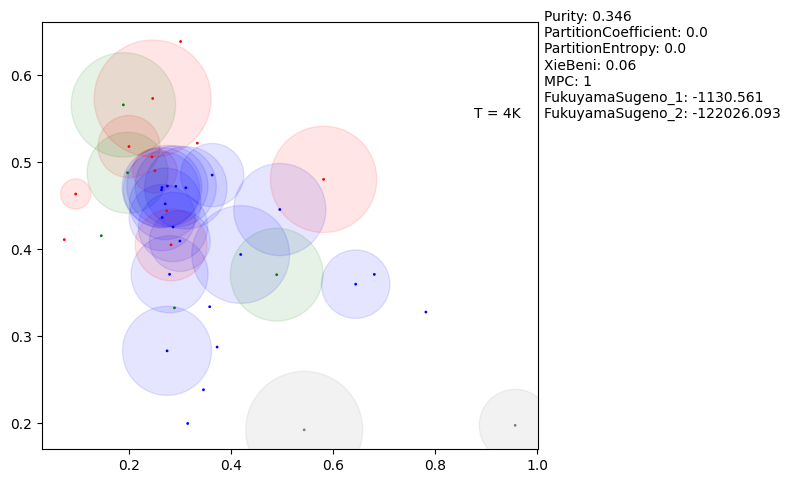 Purity: 0.346
PartitionCoefficient: 0.0
PartitionEntropy: 0.0
XieBeni: 0.06
MPC: 1
FukuyamaSugeno_1: -1130.561
FukuyamaSugeno_2: -122026.093
T = 4K
0.6
0.5
0.4
0.3
0.2
0.2 0.4 0.6 0.8 1.0